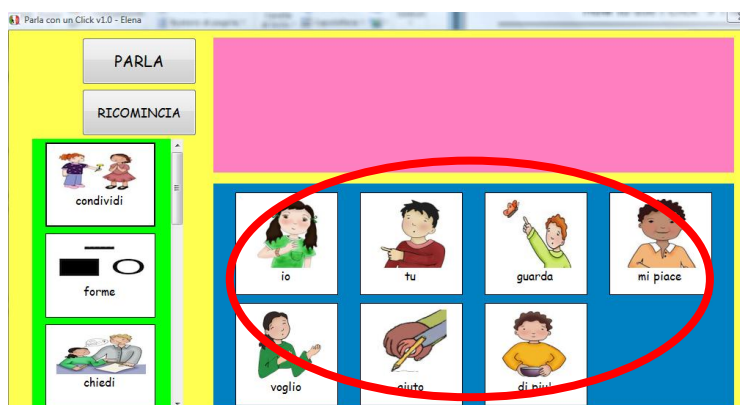 Parla con un Click v1.0 - Elena
PARLA
RICOMINCIA
condividi
forme
chiedi
io
tu
guarda
mi piace
voglio
aiuto
di più!